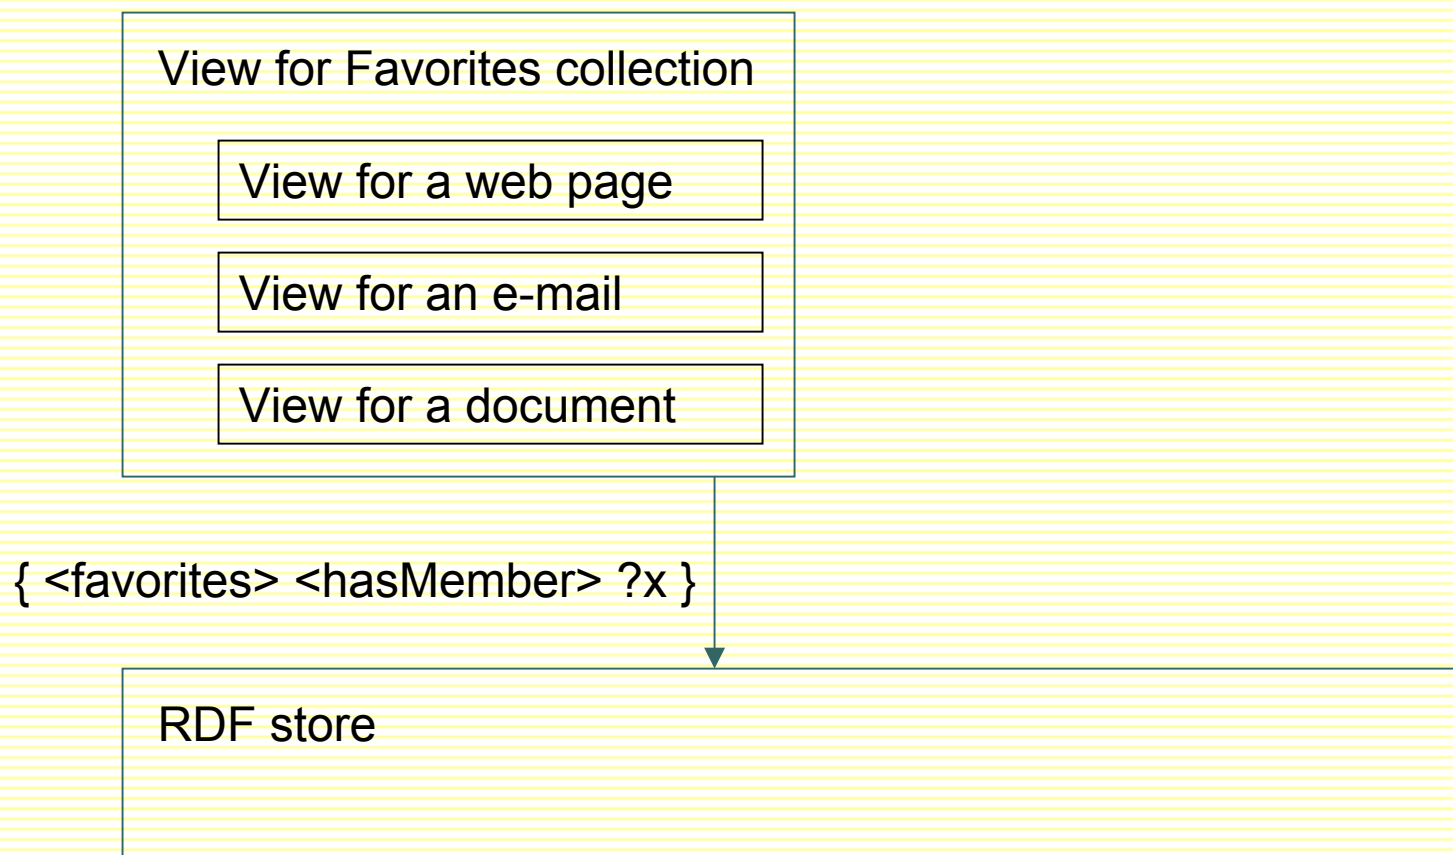 View for Favorites collection
View for a web page
View for an e-mail
View for a document
{ <favorites> <hasMember> ?x }
RDF store